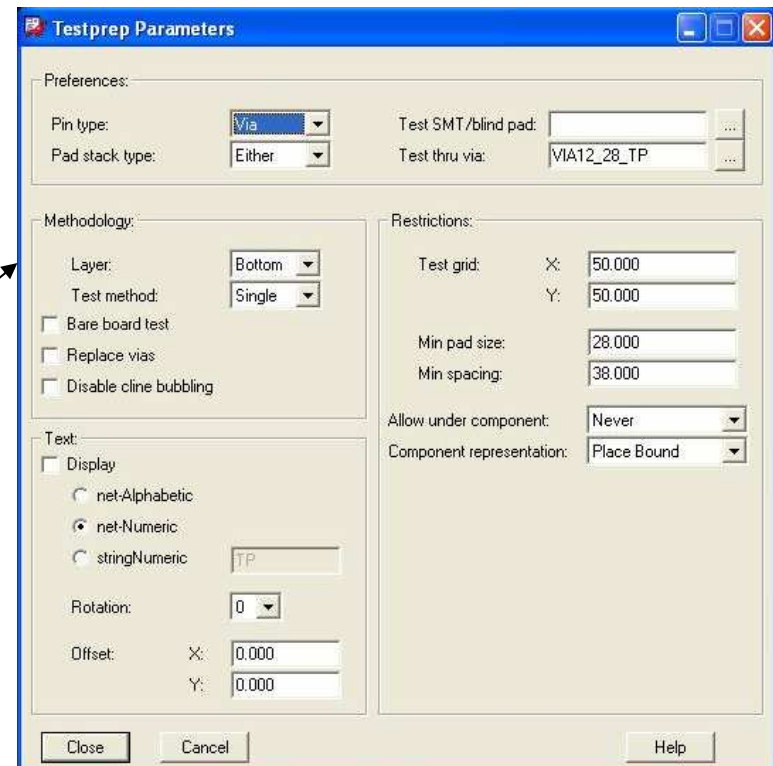 Testprep Parameters
Preferences:
Pin type: Via Test SMT/blind pad: ...
Pad stack type: Either Test thru via: VIA12_28_TP ...
Methodology:
Layer: Bottom
Test method: Single
Bare board test
Replace vias
Disable cline bubbling
Text:
Display
net-Alphabetic
net-Numeric
stringNumeric TP
Rotation: 0
Offset: X: 0.000
Y: 0.000
Restrictions:
Test grid: X: 50.000
Y: 50.000
Min pad size: 28.000
Min spacing: 38.000
Allow under component: Never
Component representation: Place Bound
Close Cancel Help